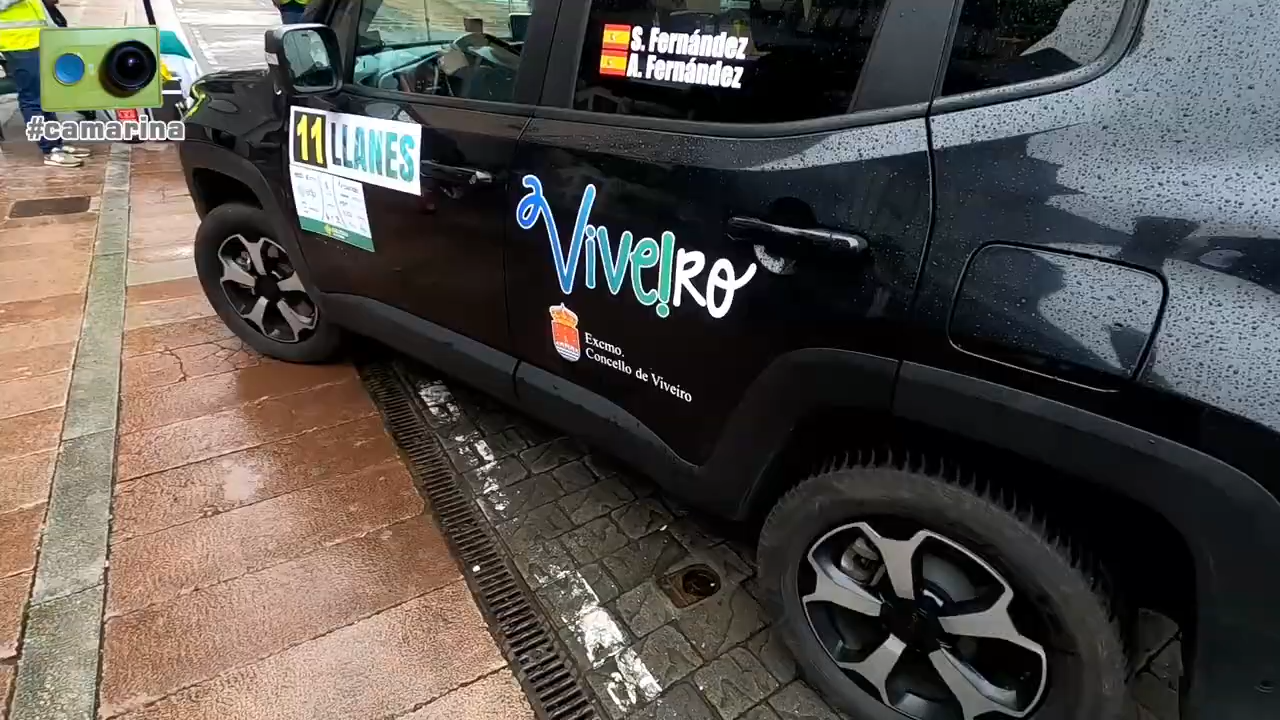 #camarina
S. Fernández
A. Fernández
11 LLANES
Viveiro
Excmo.
Concello de Viveiro